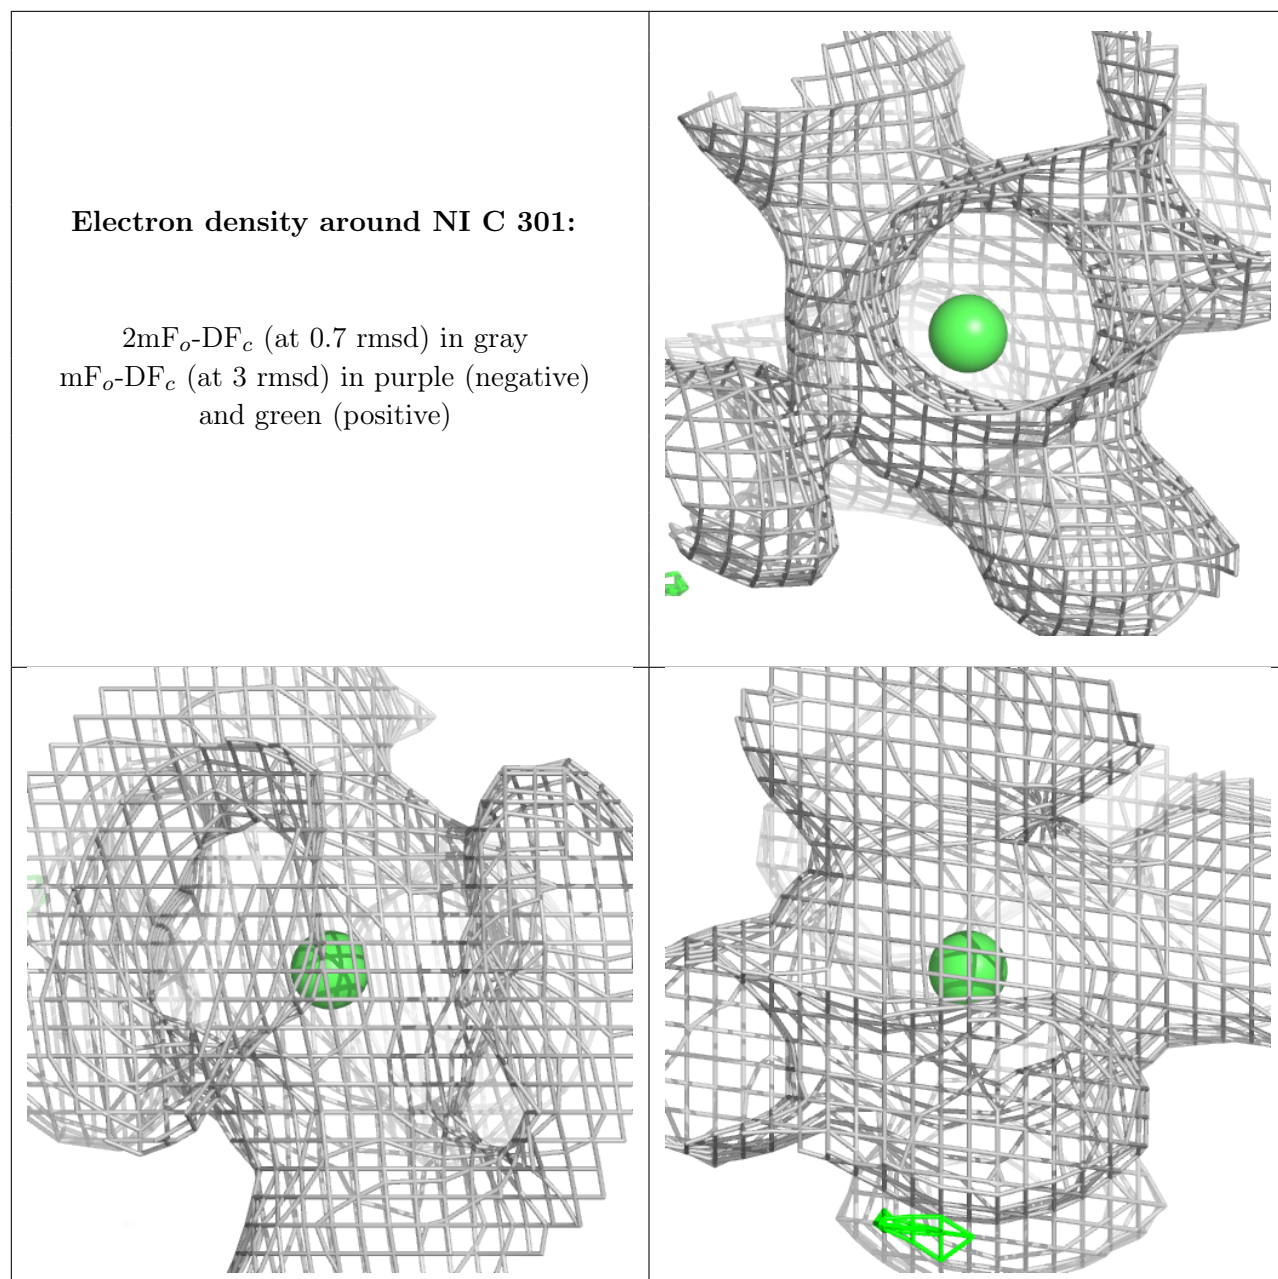 Electron density around NI C 301:
2mFo-DFc (at 0.7 rmsd) in gray
mFo-DFc (at 3 rmsd) in purple (negative)
and green (positive)